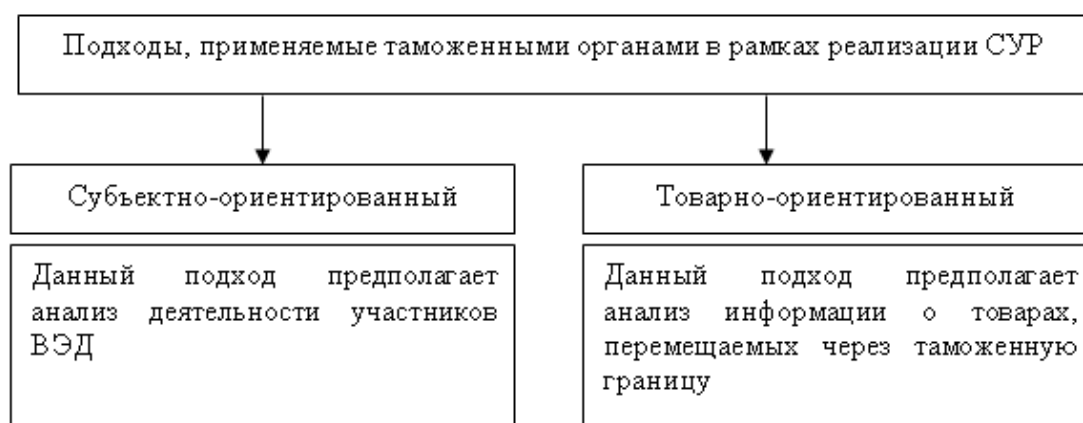 Подходы, применяемые таможенными органами в рамках реализации СУР
Субъектно-ориентированный
Товарно-ориентированный
Данный подход предполагает
анализ деятельности участников
ВЭД
Данный подход предполагает
анализ информации о товарах,
перемещаемых через таможенную
границу